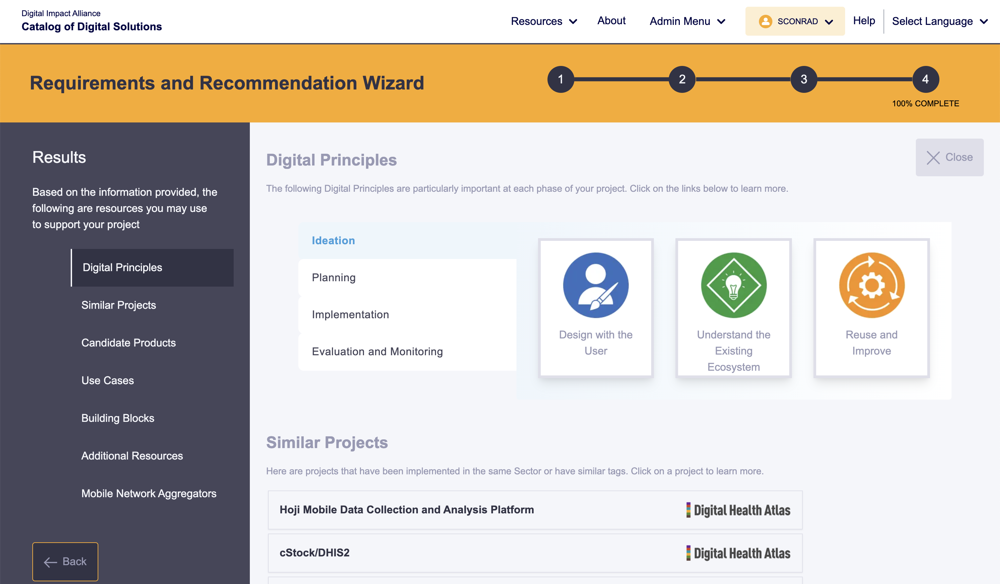 Digital Impact Alliance
Catalog of Digital Solutions
Resources
About
Admin Menu
SCONRAD
Help
Select Language
Requirements and Recommendation Wizard
1
2
3
4
100% COMPLETE
Results
Based on the information provided, the
following are resources you may use
to support your project
Digital Principles
Similar Projects
Candidate Products
Use Cases
Building Blocks
Additional Resources
Mobile Network Aggregators
Back
Digital Principles
Close
The following Digital Principles are particularly important at each phase of your project. Click on the links below to learn more.
Ideation
Planning
Implementation
Evaluation and Monitoring
Design with the
User
Understand the
Existing
Ecosystem
Reuse and
Improve
Similar Projects
Here are projects that have been implemented in the same Sector or have similar tags. Click on a project to learn more.
Hoji Mobile Data Collection and Analysis Platform
Digital Health Atlas
cStock/DHIS2
Digital Health Atlas